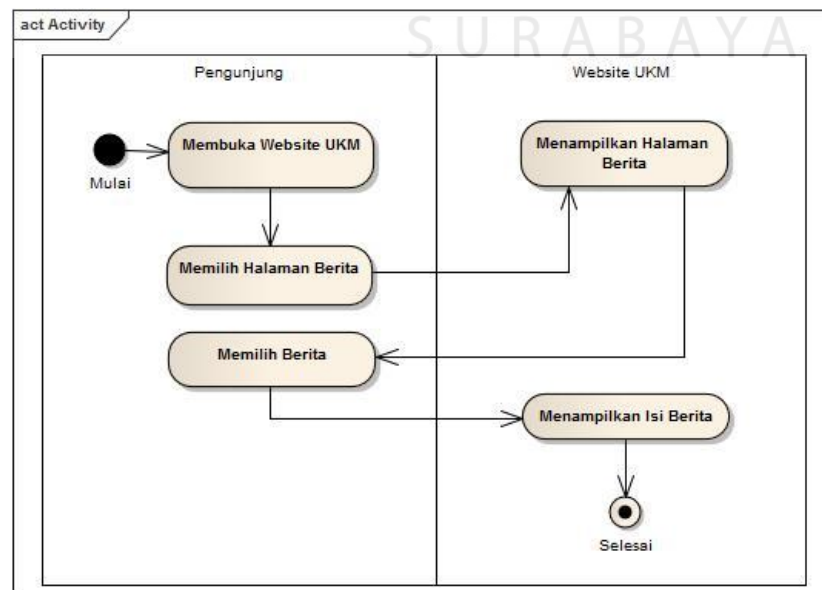 act Activity
SURABAYA
Pengunjung
Website UKM
Mulai
Membuka Website UKM
Menampilkan Halaman
Berita
Memilih Halaman Berita
Memilih Berita
Menampilkan Isi Berita
Selesai